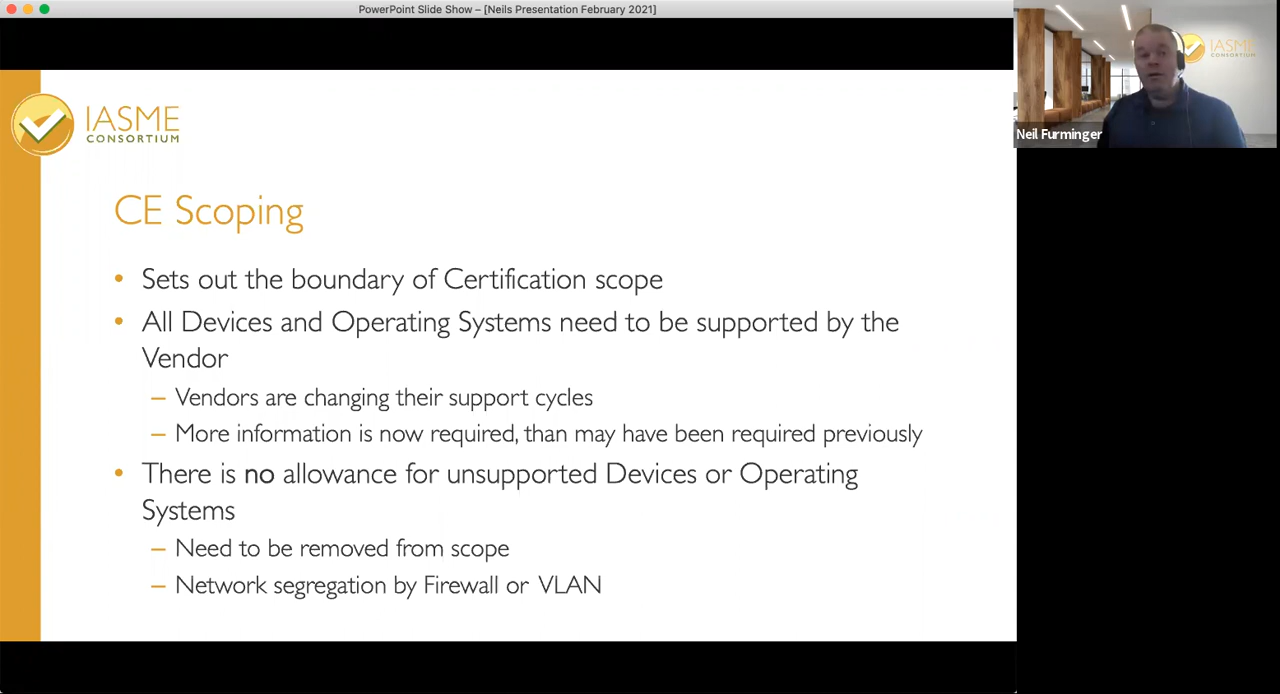 PowerPoint Slide Show – [Neils Presentation February 2021]
IASME
CONSORTIUM
CE Scoping
• Sets out the boundary of Certification scope
• All Devices and Operating Systems need to be supported by the
Vendor
– Vendors are changing their support cycles
– More information is now required, than may have been required previously
• There is no allowance for unsupported Devices or Operating
Systems
– Need to be removed from scope
– Network segregation by Firewall or VLAN
IASME
CONSORTIUM
Neil Furminger